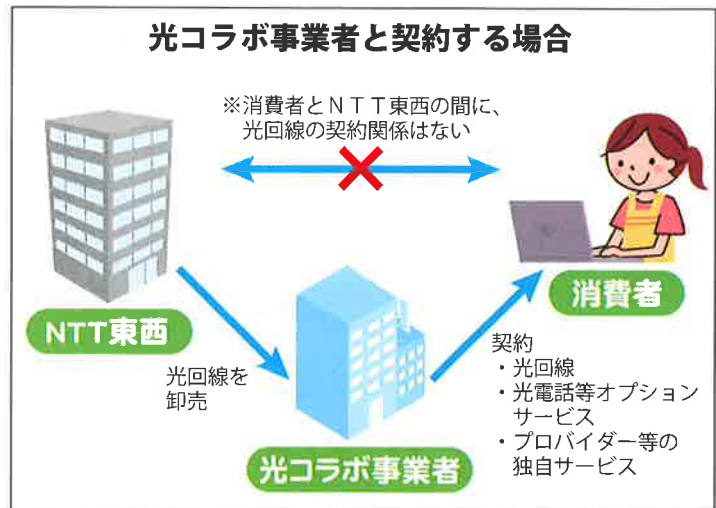 光コラボ事業者と契約する場合
※消費者とＮＴＴ東西の間に、
光回線の契約関係はない
消費者
NTT東西
光回線を
卸売
契約
・光回線
・光電話等オプション
サービス
・プロバイダー等の
独自サービス
光コラボ事業者